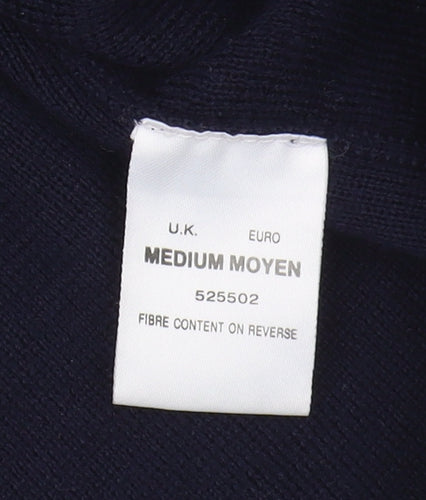 U.K. EURO
MEDIUM MOYEN
525502
FIBRE CONTENT ON REVERSE